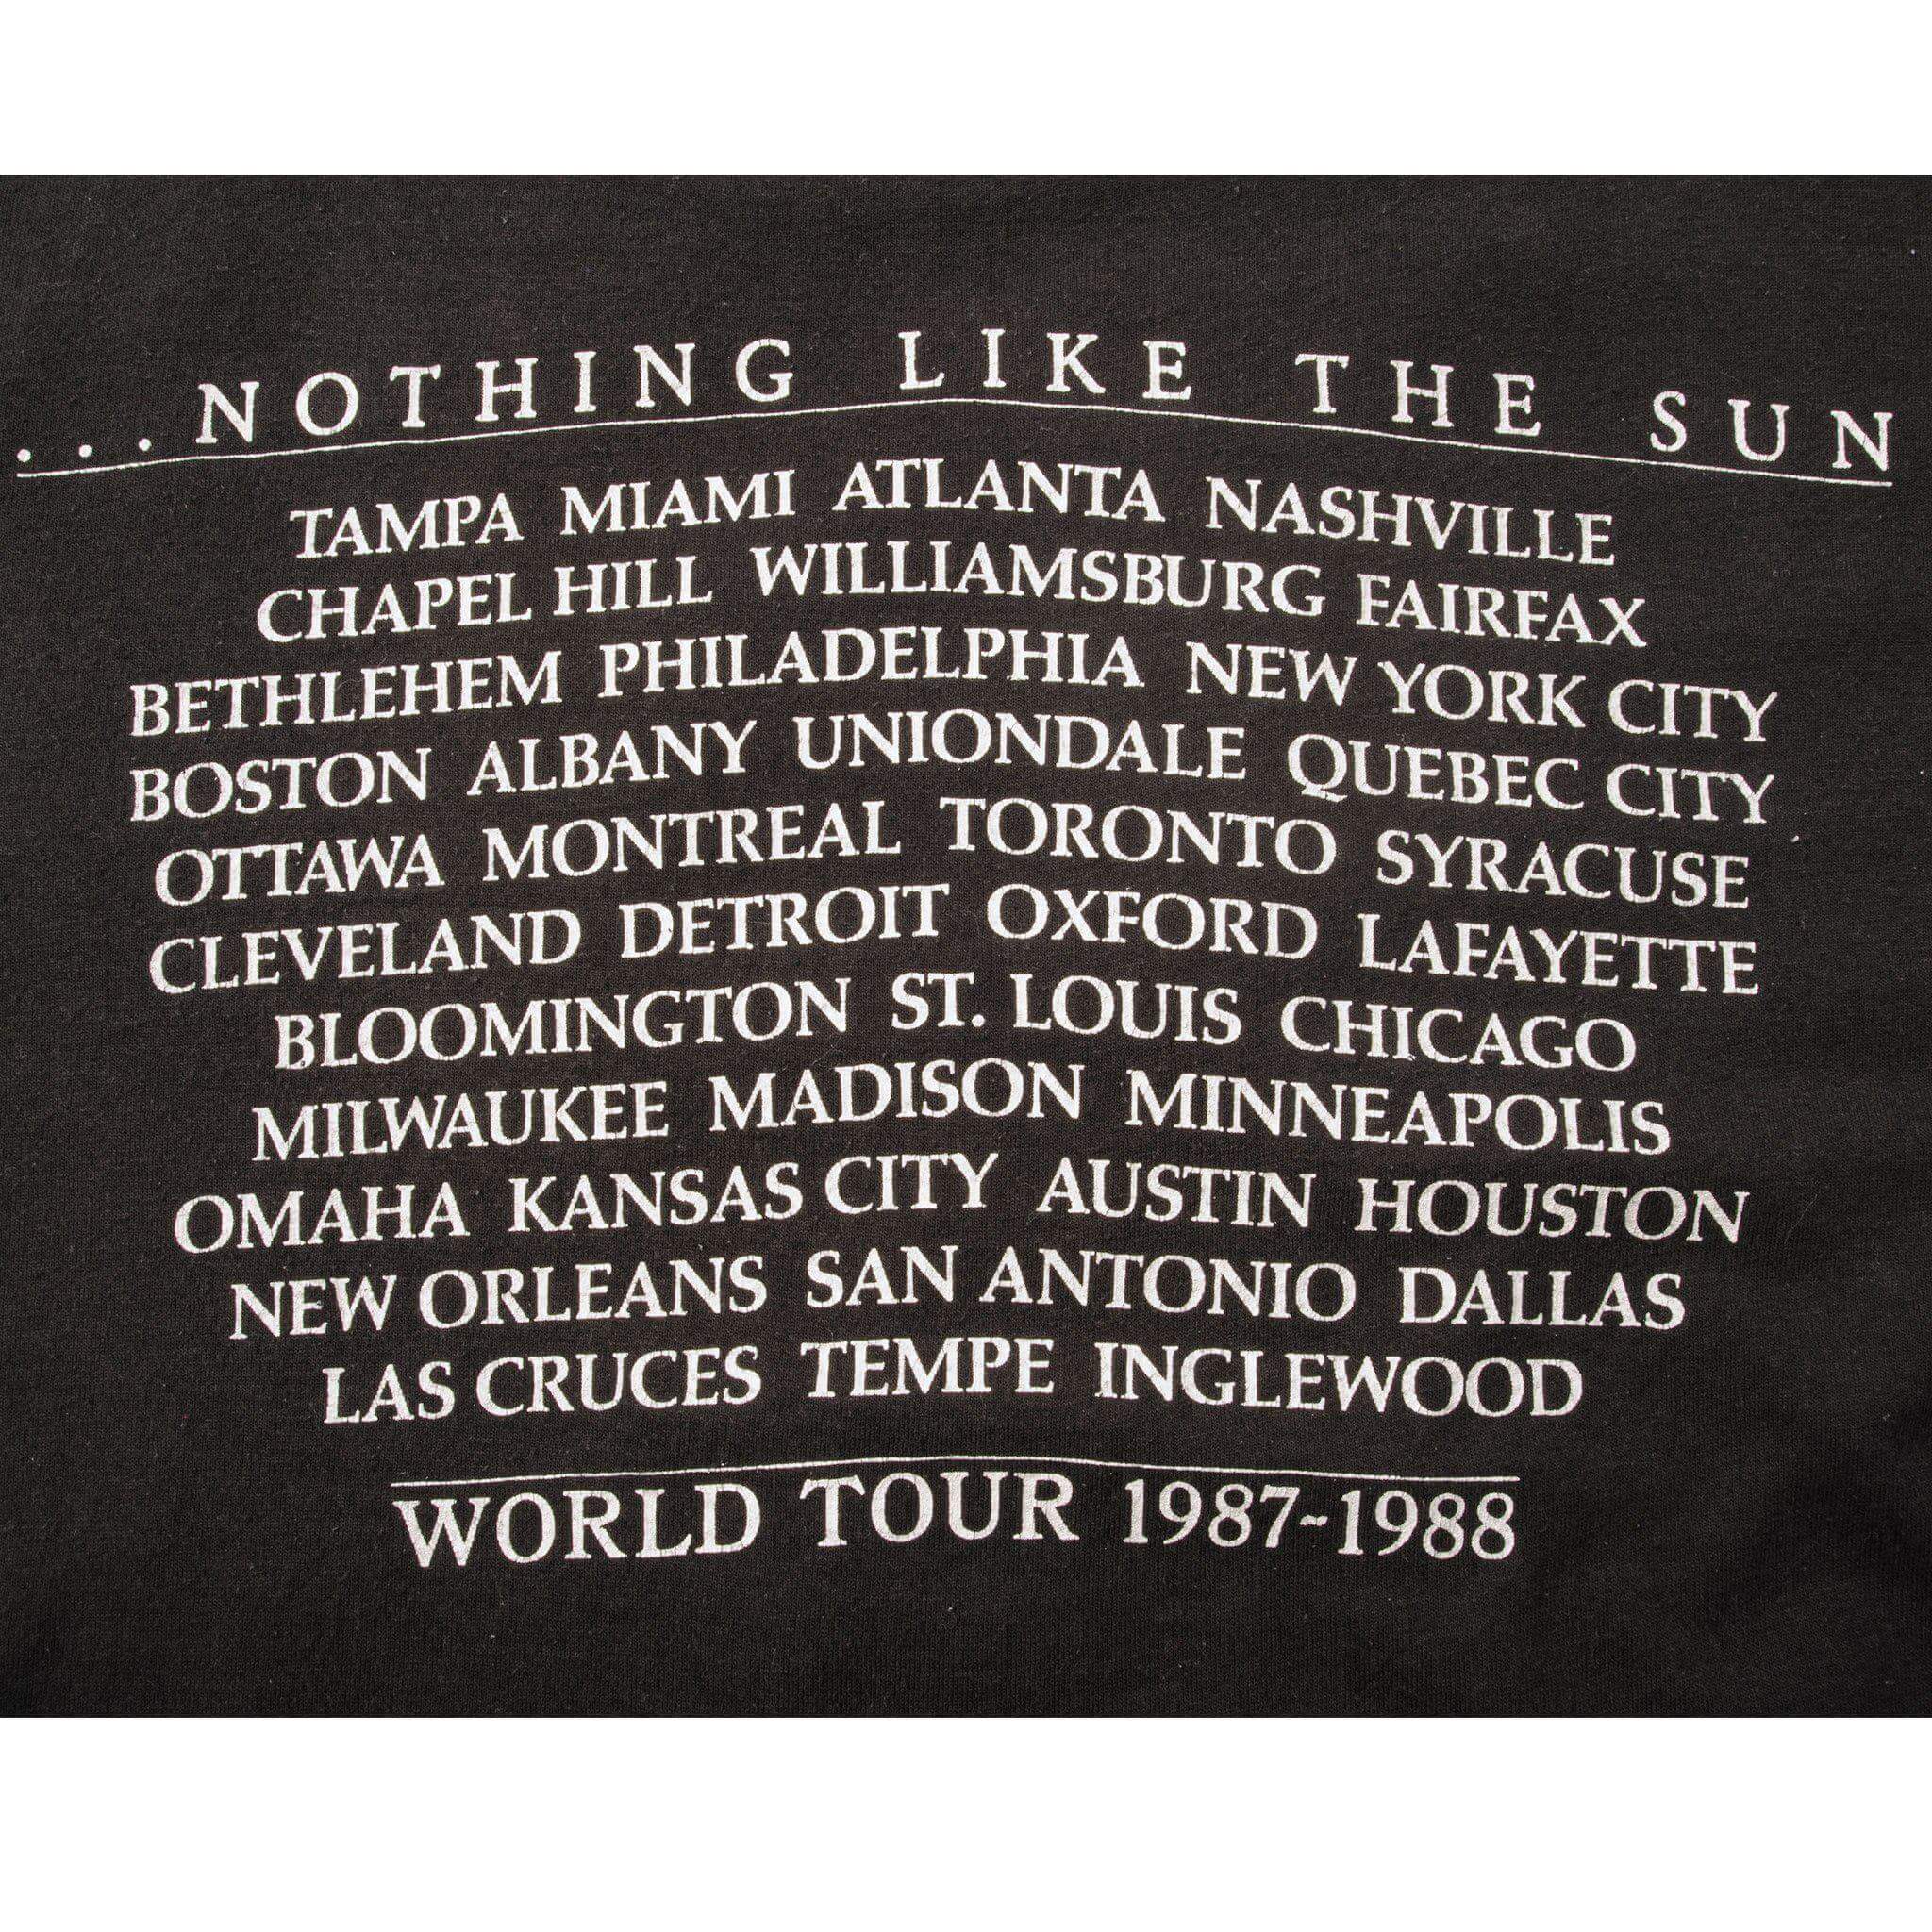 ...NOTHING LIKE THE SUN
TAMPA MIAMI ATLANTA NASHVILLE
CHAPEL HILL WILLIAMSBURG FAIRFAX
BETHLEHEM PHILADELPHIA NEW YORK CITY
BOSTON ALBANY UNIONDALE QUEBEC CITY
OTTAWA MONTREAL TORONTO SYRACUSE
CLEVELAND DETROIT OXFORD LAFAYETTE
BLOOMINGTON ST. LOUIS CHICAGO
MILWAUKEE MADISON MINNEAPOLIS
OMAHA KANSAS CITY AUSTIN HOUSTON
NEW ORLEANS SAN ANTONIO DALLAS
LAS CRUCES TEMPE INGLEWOOD
WORLD TOUR 1987-1988